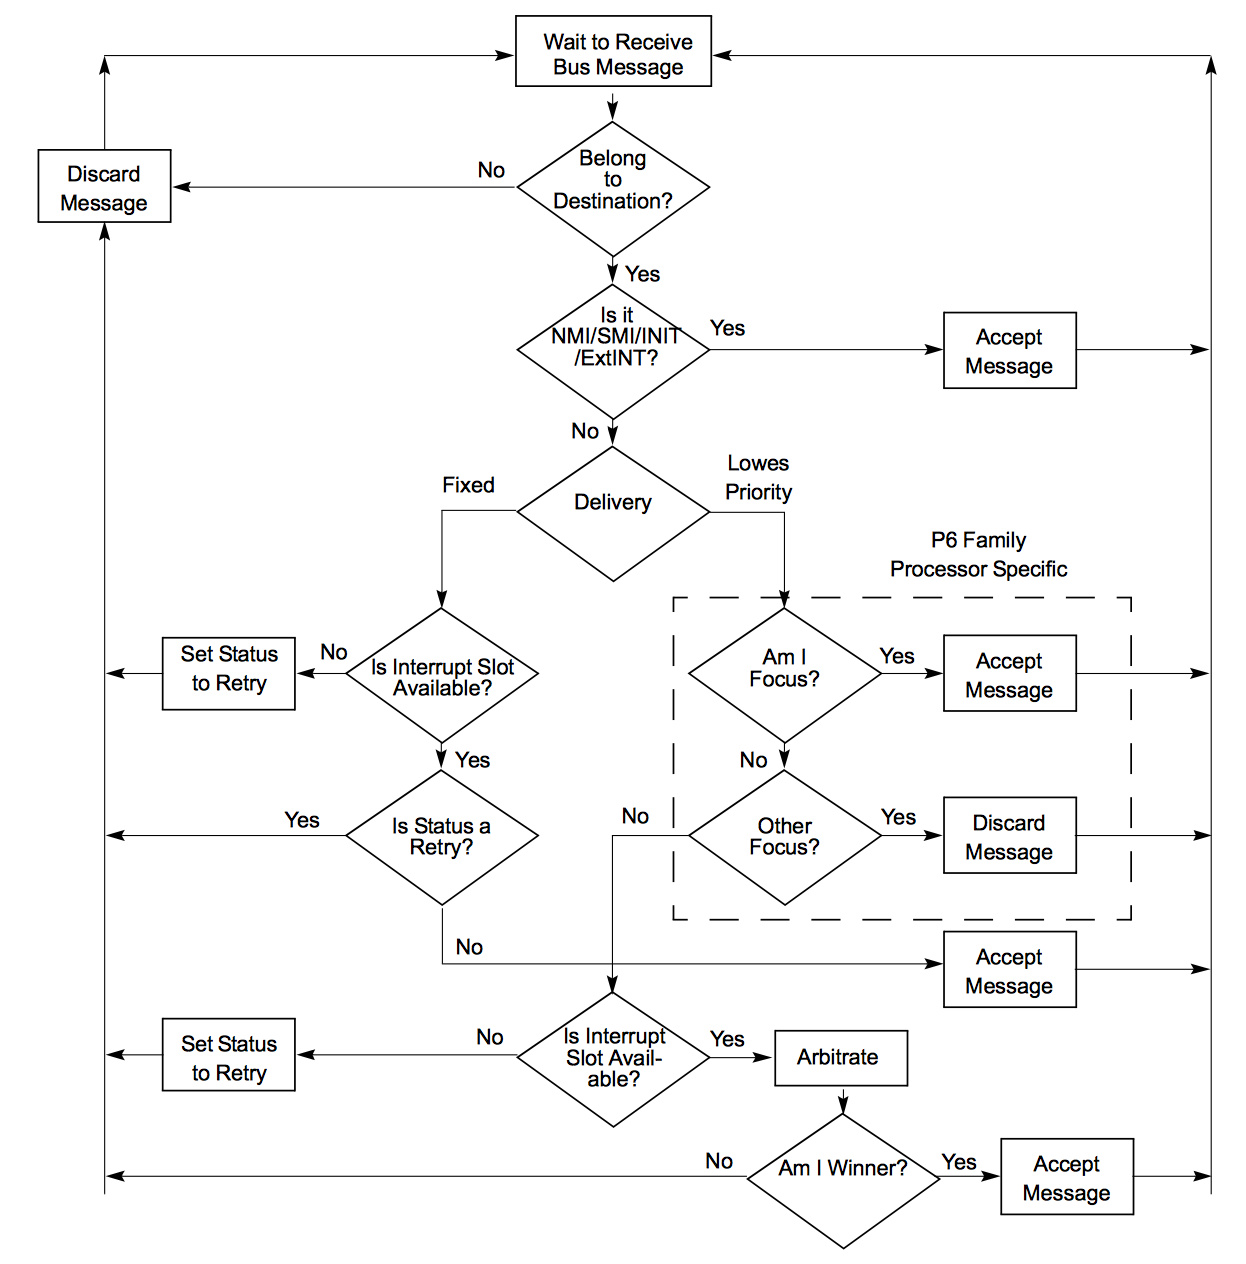 Wait to Receive
Bus Message
Belong
to
Destination?
No
Discard
Message
Yes
Is it
NMI/SMI/INIT
/ExtINT?
Yes
Accept
Message
No
Delivery
Fixed
Lowes
Priority
P6 Family
Processor Specific
Set Status
to Retry
No
Is Interrupt Slot
Available?
Am I
Focus?
Yes
Accept
Message
Yes
No
Yes
Is Status a
Retry?
No
Other
Focus?
Yes
Discard
Message
No
Accept
Message
Set Status
to Retry
No
Is Interrupt
Slot Avail-
able?
Yes
Arbitrate
No
Am I Winner?
Yes
Accept
Message